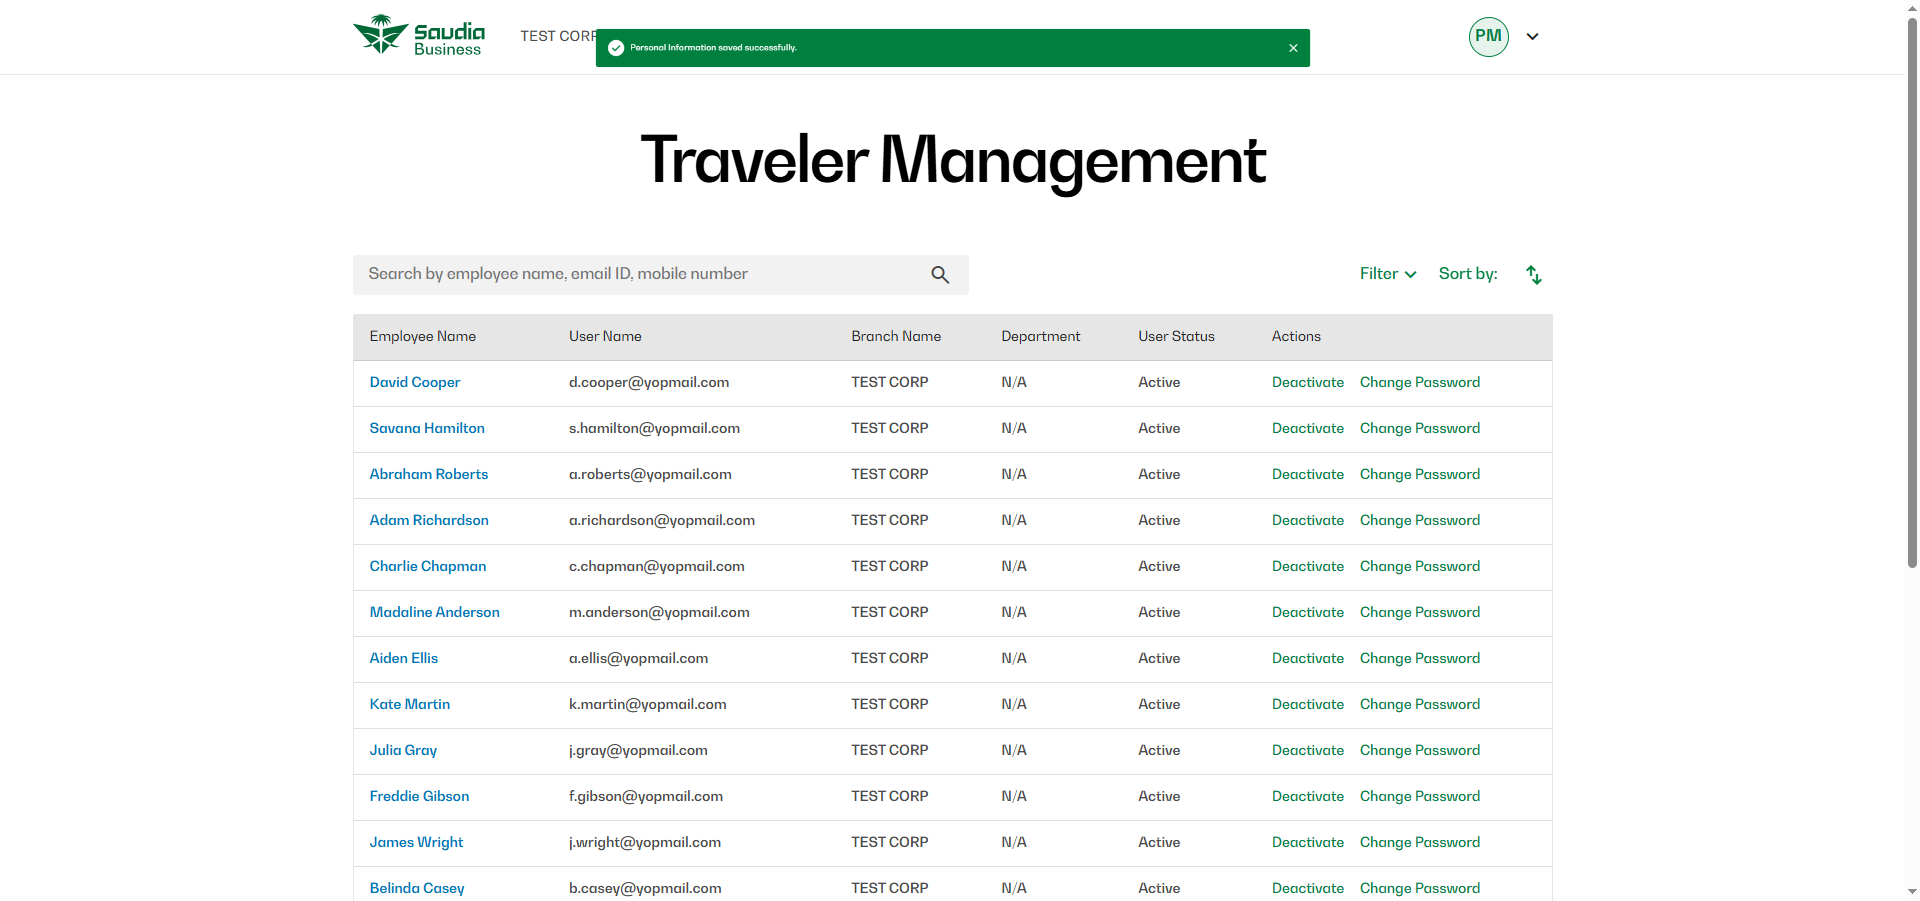 Saudia
Business
TEST CORP
Personal Information saved successfully.
PM
Traveler Management
Search by employee name, email ID, mobile number
Filter Sort by:
Employee Name User Name Branch Name Department User Status Actions
David Cooper d.cooper@yopmail.com TEST CORP N/A Active Deactivate Change Password
Savana Hamilton s.hamilton@yopmail.com TEST CORP N/A Active Deactivate Change Password
Abraham Roberts a.roberts@yopmail.com TEST CORP N/A Active Deactivate Change Password
Adam Richardson a.richardson@yopmail.com TEST CORP N/A Active Deactivate Change Password
Charlie Chapman c.chapman@yopmail.com TEST CORP N/A Active Deactivate Change Password
Madaline Anderson m.anderson@yopmail.com TEST CORP N/A Active Deactivate Change Password
Aiden Ellis a.ellis@yopmail.com TEST CORP N/A Active Deactivate Change Password
Kate Martin k.martin@yopmail.com TEST CORP N/A Active Deactivate Change Password
Julia Gray j.gray@yopmail.com TEST CORP N/A Active Deactivate Change Password
Freddie Gibson f.gibson@yopmail.com TEST CORP N/A Active Deactivate Change Password
James Wright j.wright@yopmail.com TEST CORP N/A Active Deactivate Change Password
Belinda Casey b.casey@yopmail.com TEST CORP N/A Active Deactivate Change Password